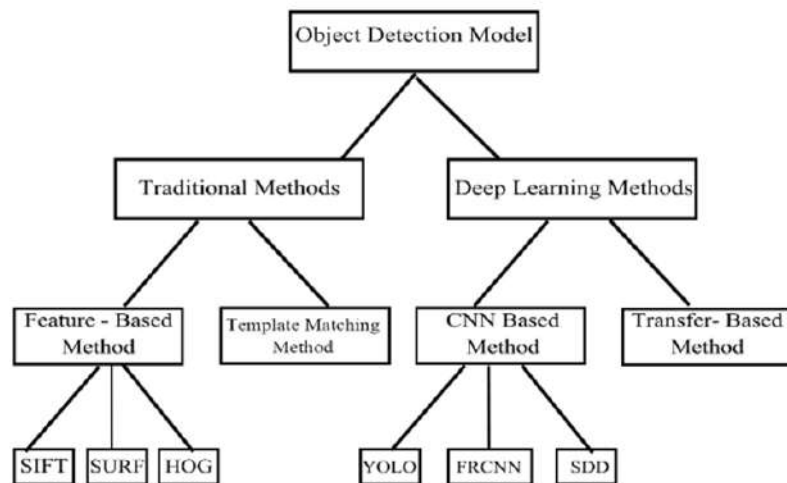 Object Detection Model
Traditional Methods
Deep Learning Methods
Feature - Based
Method
Template Matching
Method
CNN Based
Method
Transfer- Based
Method
SIFT
SURF
HOG
YOLO
FRCNN
SDD